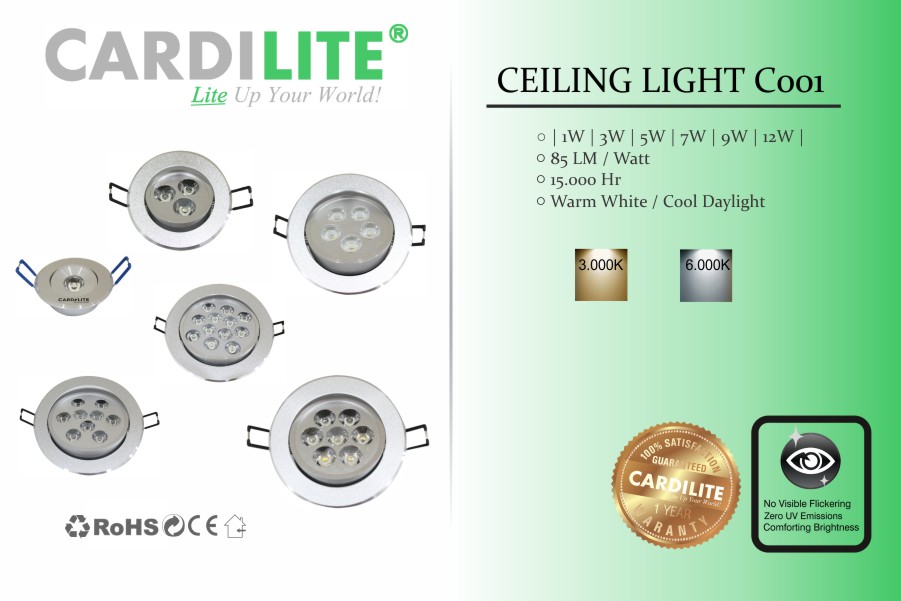 CARDILITE®
Lite Up Your World!
CARDILITE
RoHS CE
CEILING LIGHT C001
| 1W | 3W | 5W | 7W | 9W | 12W |
85 LM / Watt
15.000 Hr
Warm White / Cool Daylight
3.000K
6.000K
100% SATISFACTION
GUARANTEED
CARDILITE
Up Your World!
1 YEAR
WARANTY
No Visible Flickering
Zero UV Emissions
Comforting Brightness